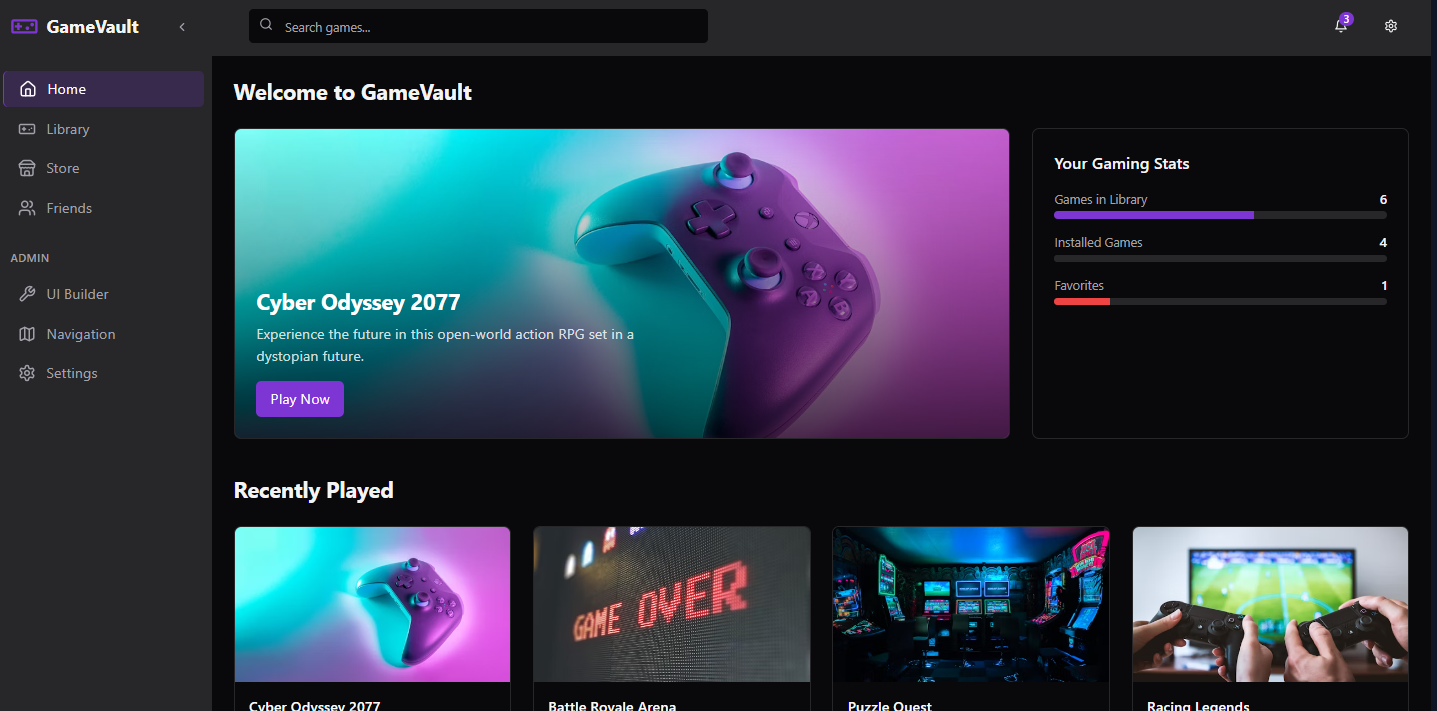 GameVault
Search games...
3
Home
Library
Store
Friends
ADMIN
UI Builder
Navigation
Settings
Welcome to GameVault
Cyber Odyssey 2077
Experience the future in this open-world action RPG set in a
dystopian future.
Play Now
Your Gaming Stats
Games in Library 6
Installed Games 4
Favorites 1
Recently Played
GAME OVER
Cyber Odyssey 2077
Battle Royale Arena
Puzzle Quest
Racing Legends